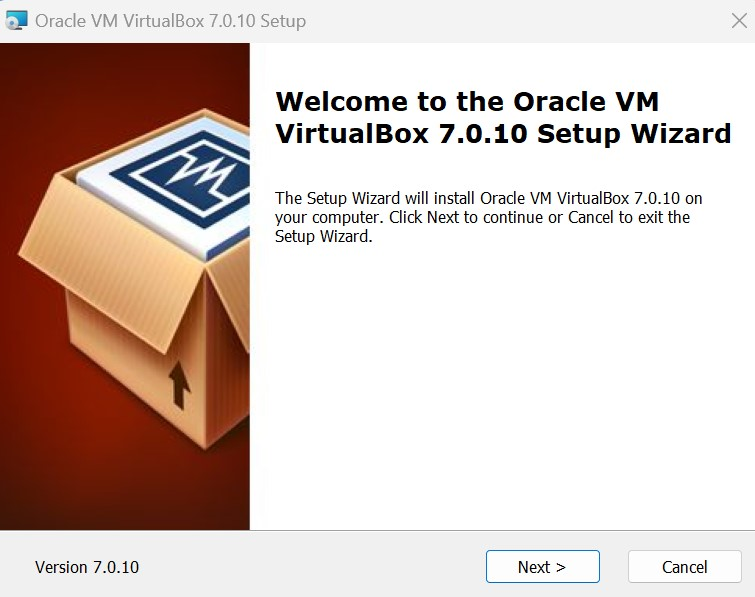 Oracle VM VirtualBox 7.0.10 Setup
Welcome to the Oracle VM
VirtualBox 7.0.10 Setup Wizard
The Setup Wizard will install Oracle VM VirtualBox 7.0.10 on
your computer. Click Next to continue or Cancel to exit the
Setup Wizard.
Version 7.0.10
Next >
Cancel